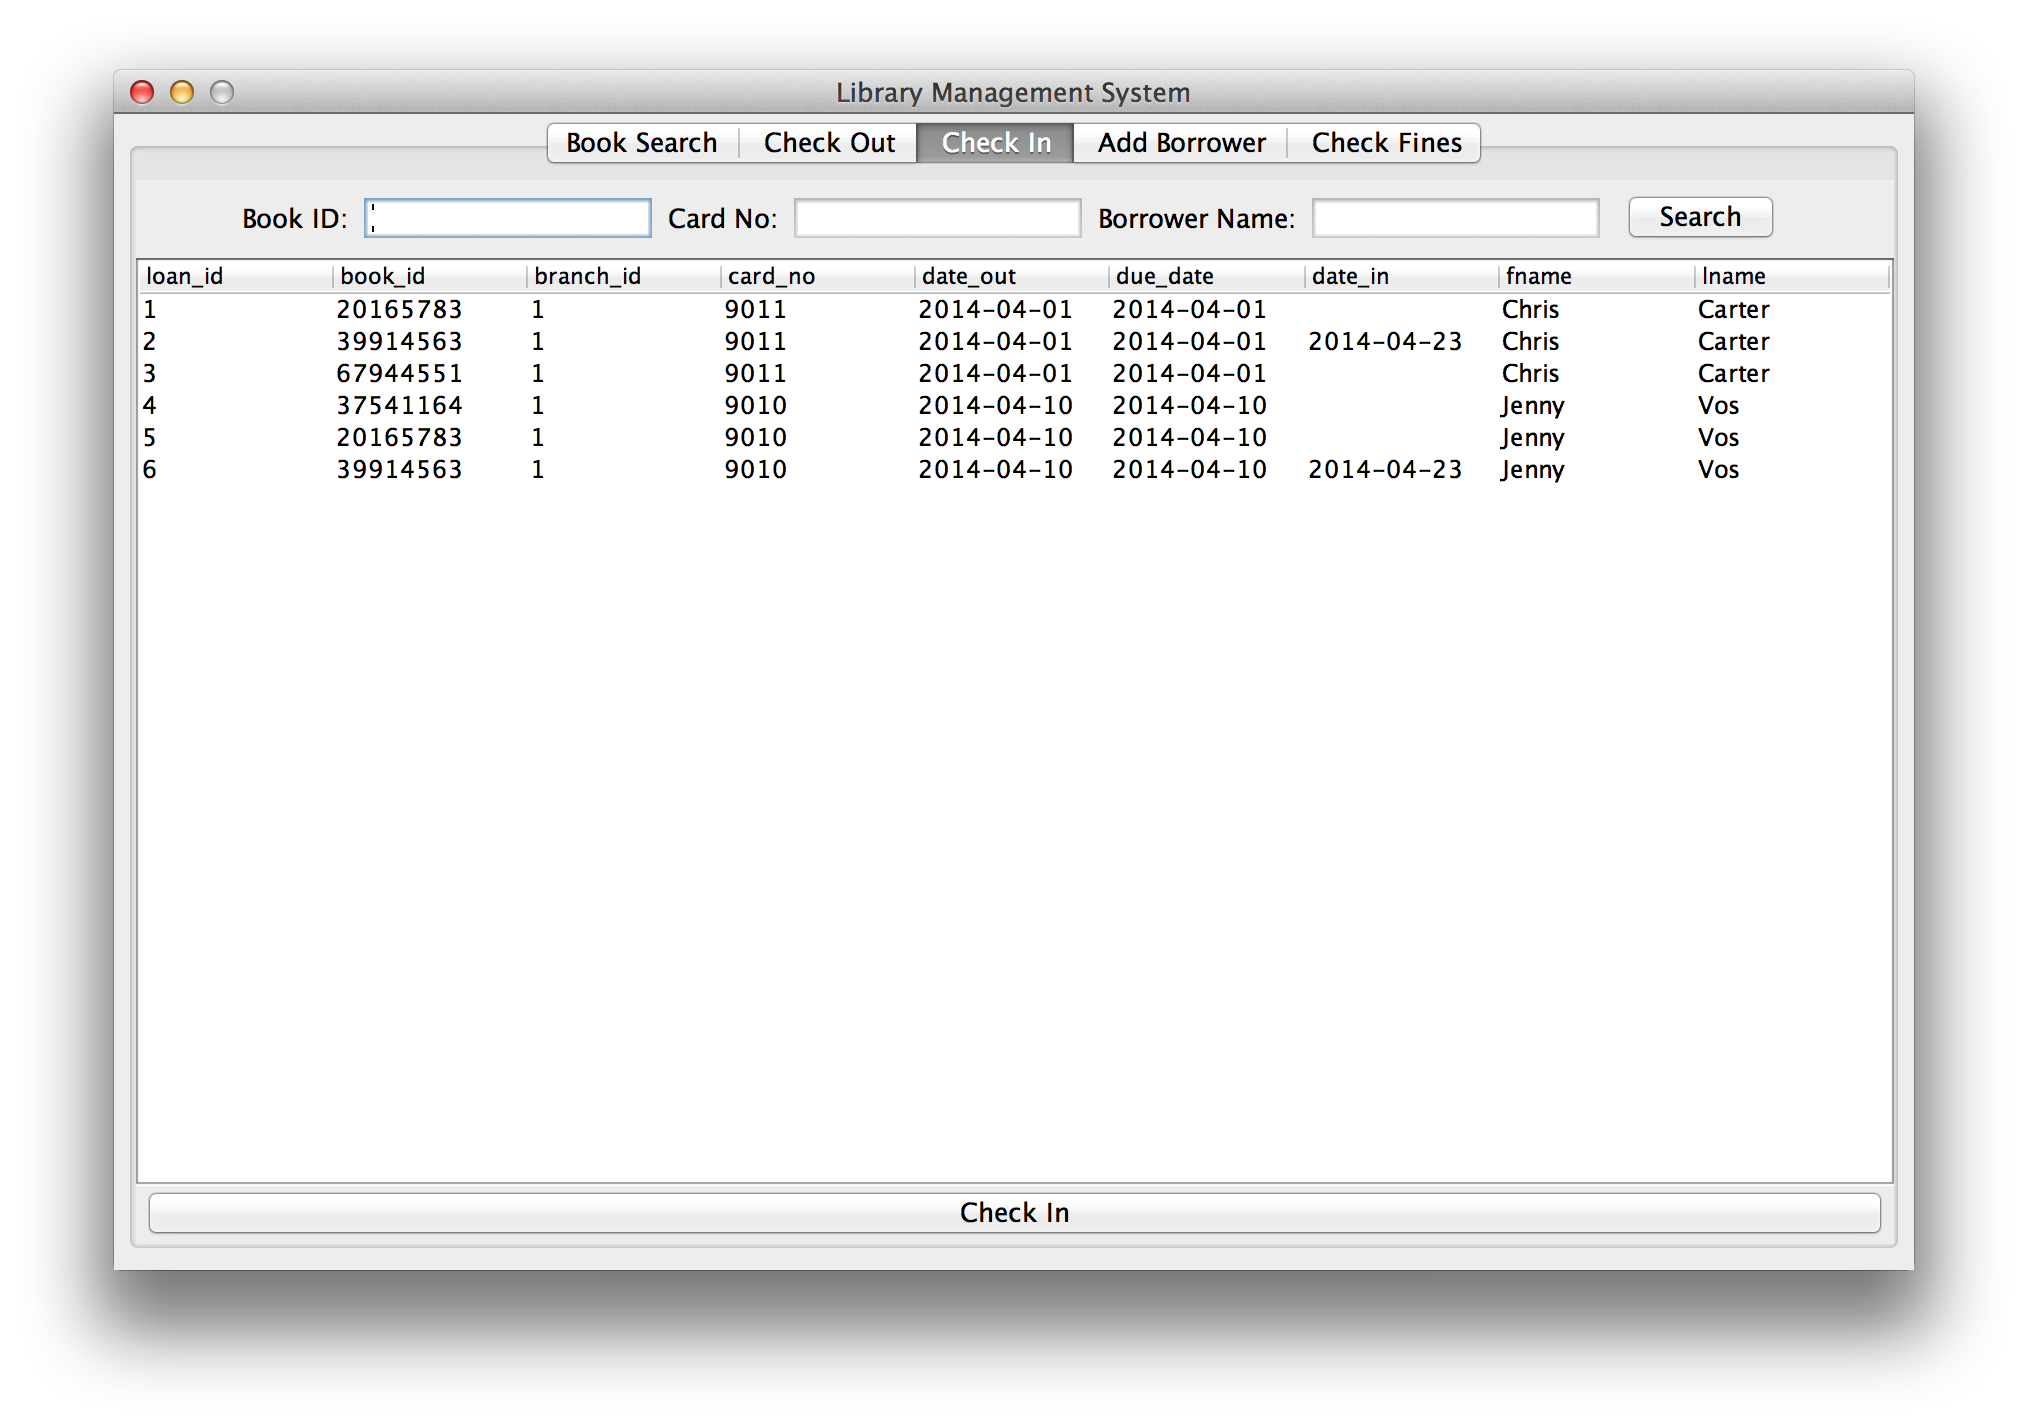 Library Management System
Book Search Check Out Check In Add Borrower Check Fines
Book ID: Card No: Borrower Name: Search
loan_id book_id branch_id card_no date_out due_date date_in fname lname
1 20165783 1 9011 2014-04-01 2014-04-01 Chris Carter
2 39914563 1 9011 2014-04-01 2014-04-01 2014-04-23 Chris Carter
3 67944551 1 9011 2014-04-01 2014-04-01 Chris Carter
4 37541164 1 9010 2014-04-10 2014-04-10 Jenny Vos
5 20165783 1 9010 2014-04-10 2014-04-10 Jenny Vos
6 39914563 1 9010 2014-04-10 2014-04-10 2014-04-23 Jenny Vos
Check In